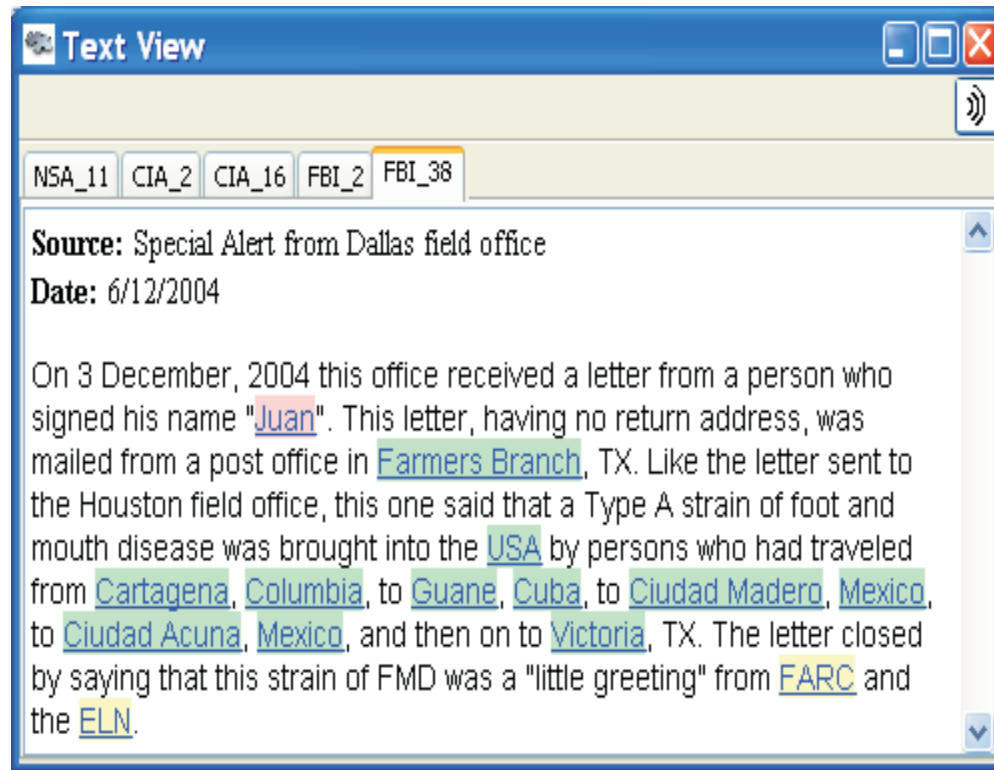 Text View
NSA_11 CIA_2 CIA_16 FBI_2 FBI_38
Source: Special Alert from Dallas field office
Date: 6/12/2004
On 3 December, 2004 this office received a letter from a person who
signed his name "Juan". This letter, having no return address, was
mailed from a post office in Farmers Branch, TX. Like the letter sent to
the Houston field office, this one said that a Type A strain of foot and
mouth disease was brought into the USA by persons who had traveled
from Cartagena, Columbia, to Guane, Cuba, to Ciudad Madero, Mexico,
to Ciudad Acuna, Mexico, and then on to Victoria, TX. The letter closed
by saying that this strain of FMD was a "little greeting" from FARC and
the ELN.